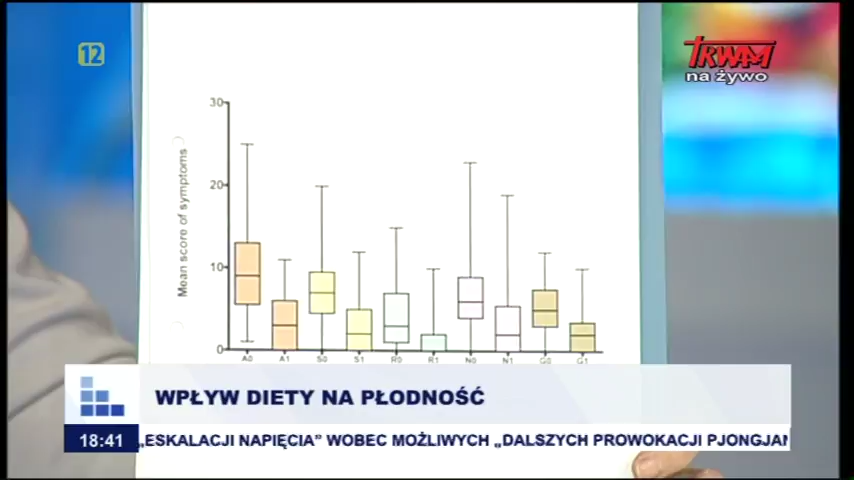 12
TRWAM
na żywo
30
20
10
0
Mean score of symptoms
A0 A1 S0 S1 R0 R1 N0 N1 G0 G1
WPŁYW DIETY NA PŁODNOŚĆ
18:41 „ESKALACJI NAPIĘCIA” WOBEC MOŻLIWYCH „DALSZYCH PROWOKACJI PJONGJAN